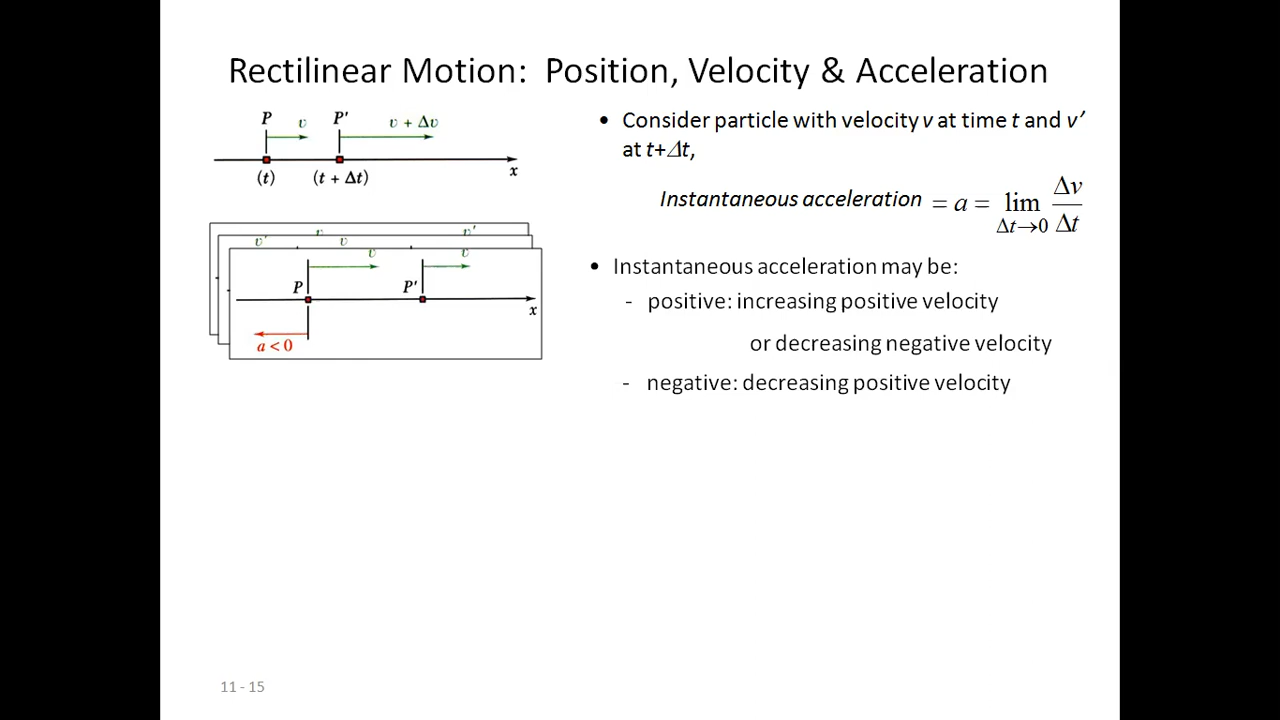 Rectilinear Motion: Position, Velocity & Acceleration
P v P' v + Δv
(t) (t + Δt) x
v v'
v' v
v v
P P'
x
a < 0
• Consider particle with velocity v at time t and v’
at t+Δt,
Instantaneous acceleration = a = lim Δt→0 Δv/Δt
• Instantaneous acceleration may be:
- positive: increasing positive velocity
or decreasing negative velocity
- negative: decreasing positive velocity
11 - 15